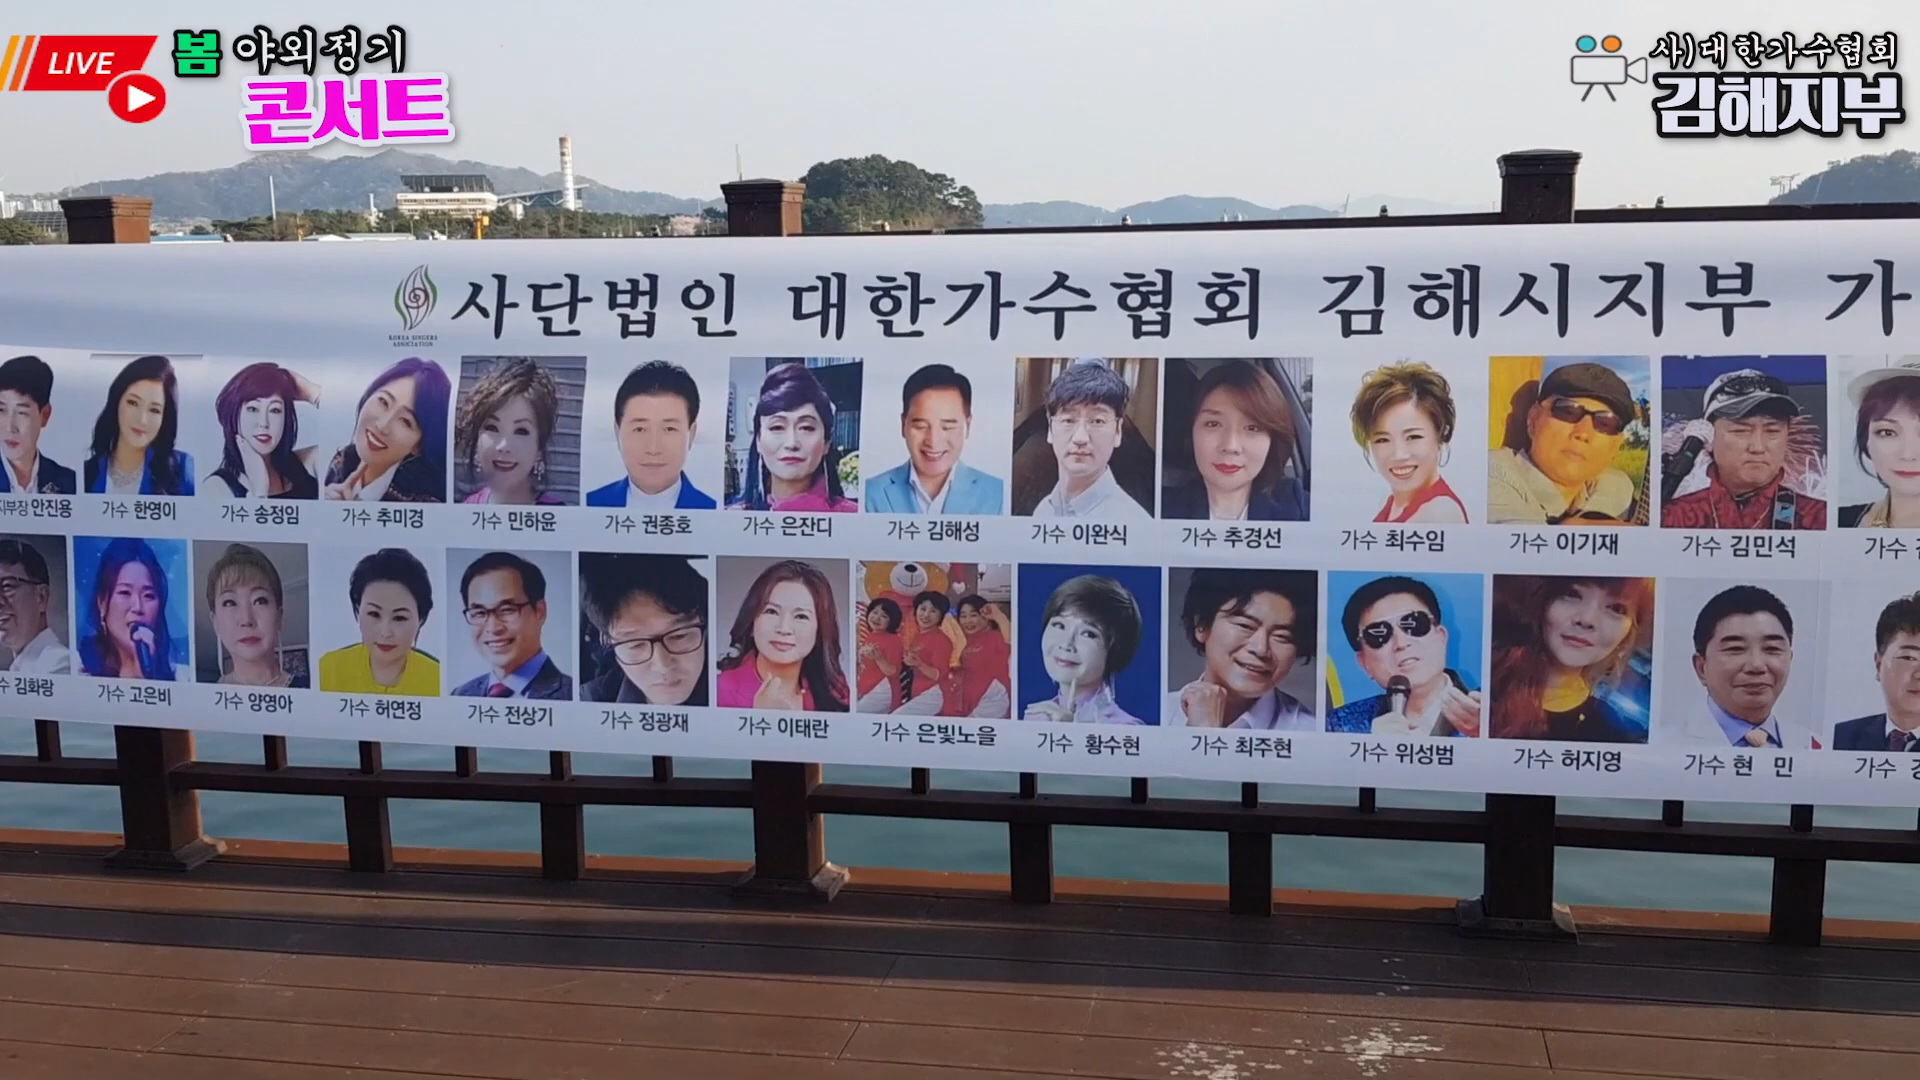 LIVE
봄 야외정기
콘서트
사)대한가수협회
김해지부
KOREA SINGERS
ASSOCIATION
사단법인 대한가수협회 김해시지부 가
지부장 안진용
가수 한영이
가수 송정임
가수 추미경
가수 민하윤
가수 권종호
가수 은잔디
가수 김해성
가수 이완식
가수 추경선
가수 최수임
가수 이기재
가수 김민석
가수
수 김화랑
가수 고은비
가수 양영아
가수 허연정
가수 전상기
가수 정광재
가수 이태란
가수 은빛노을
가수 황수현
가수 최주현
가수 위성범
가수 허지영
가수 현 민
가수